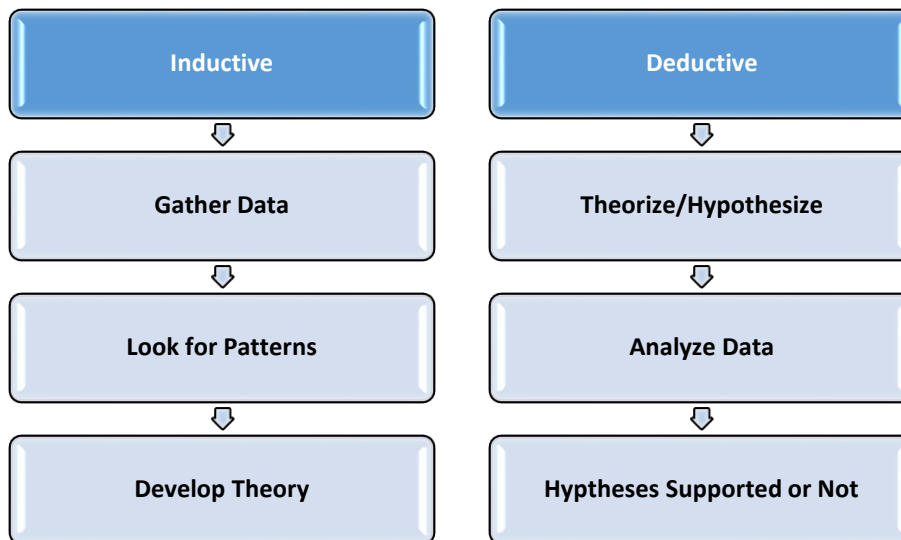 Inductive
Gather Data
Look for Patterns
Develop Theory
Deductive
Theorize/Hypothesize
Analyze Data
Hyptheses Supported or Not